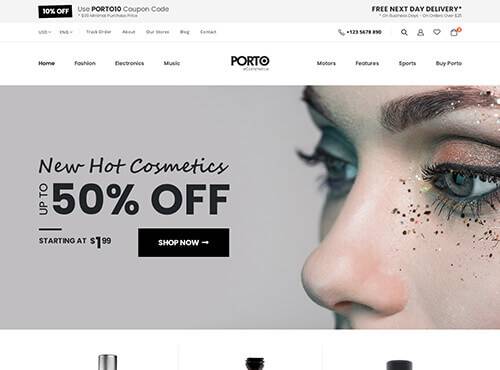 10% OFF Use PORTO10 Coupon Code
* $30 Minimal Purchase Price
FREE NEXT DAY DELIVERY*
* On Business Days - On Orders Over $25
USD ENG Track Order About Our Stores Blog Contact
+123 5678 890
0
Home Fashion Electronics Music
PORTO
eCommerce
Motors Features Sports Buy Porto
New Hot Cosmetics
UP TO 50% OFF
STARTING AT $1 99
SHOP NOW →